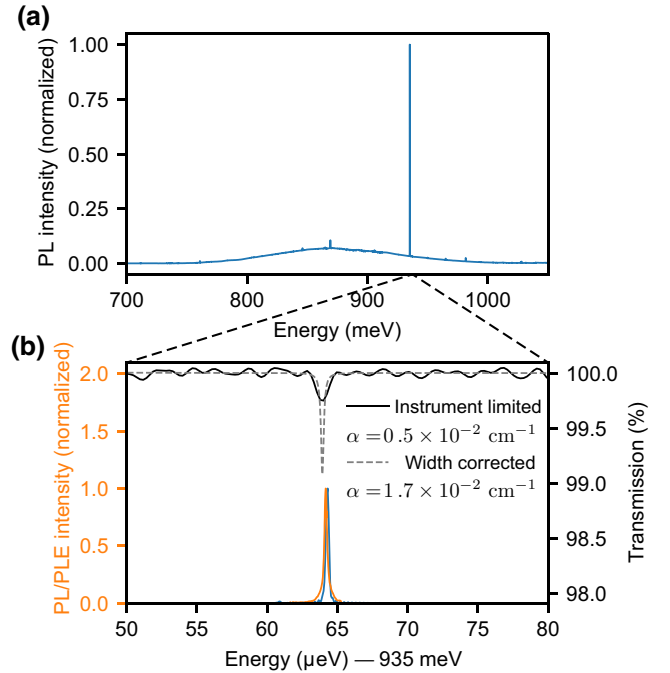 (a)
PL intensity (normalized)
1.00
0.75
0.50
0.25
0.00
700 800 900 1000
Energy (meV)
(b)
PL/PLE intensity (normalized)
2.0
1.5
1.0
0.5
0.0
Instrument limited
α = 0.5 × 10⁻² cm⁻¹
Width corrected
α = 1.7 × 10⁻² cm⁻¹
100.0
99.5
99.0
98.5
98.0
Transmission (%)
50 55 60 65 70 75 80
Energy (µeV) — 935 meV